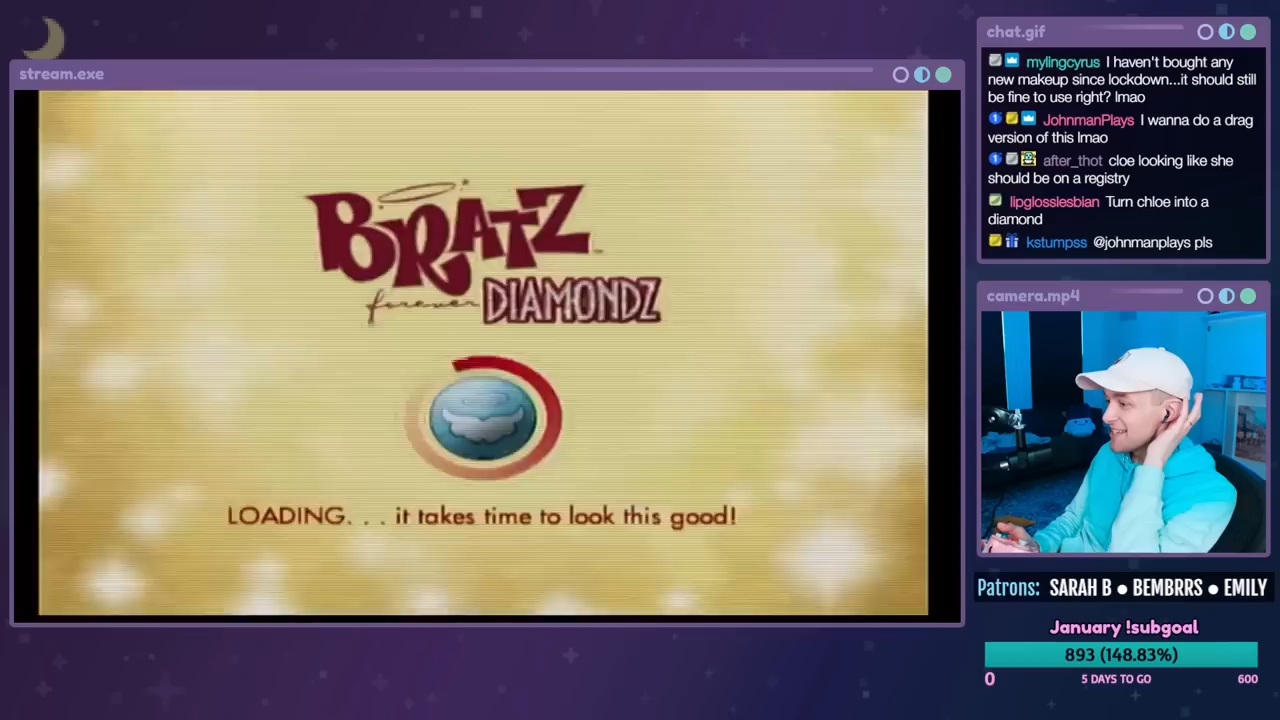 stream.exe
BRATZ
forever DIAMONDZ
LOADING. . . it takes time to look this good!
chat.gif
mylingcyrus I haven't bought any
new makeup since lockdown...it should still
be fine to use right? lmao
1 JohnmanPlays I wanna do a drag
version of this lmao
1 after_thot cloe looking like she
should be on a registry
lipglosslesbian Turn chloe into a
diamond
kstumpss @johnmanplays pls
camera.mp4
Patrons: SARAH B ● BEMBRRS ● EMILY
January !subgoal
893 (148.83%)
0 5 DAYS TO GO 600